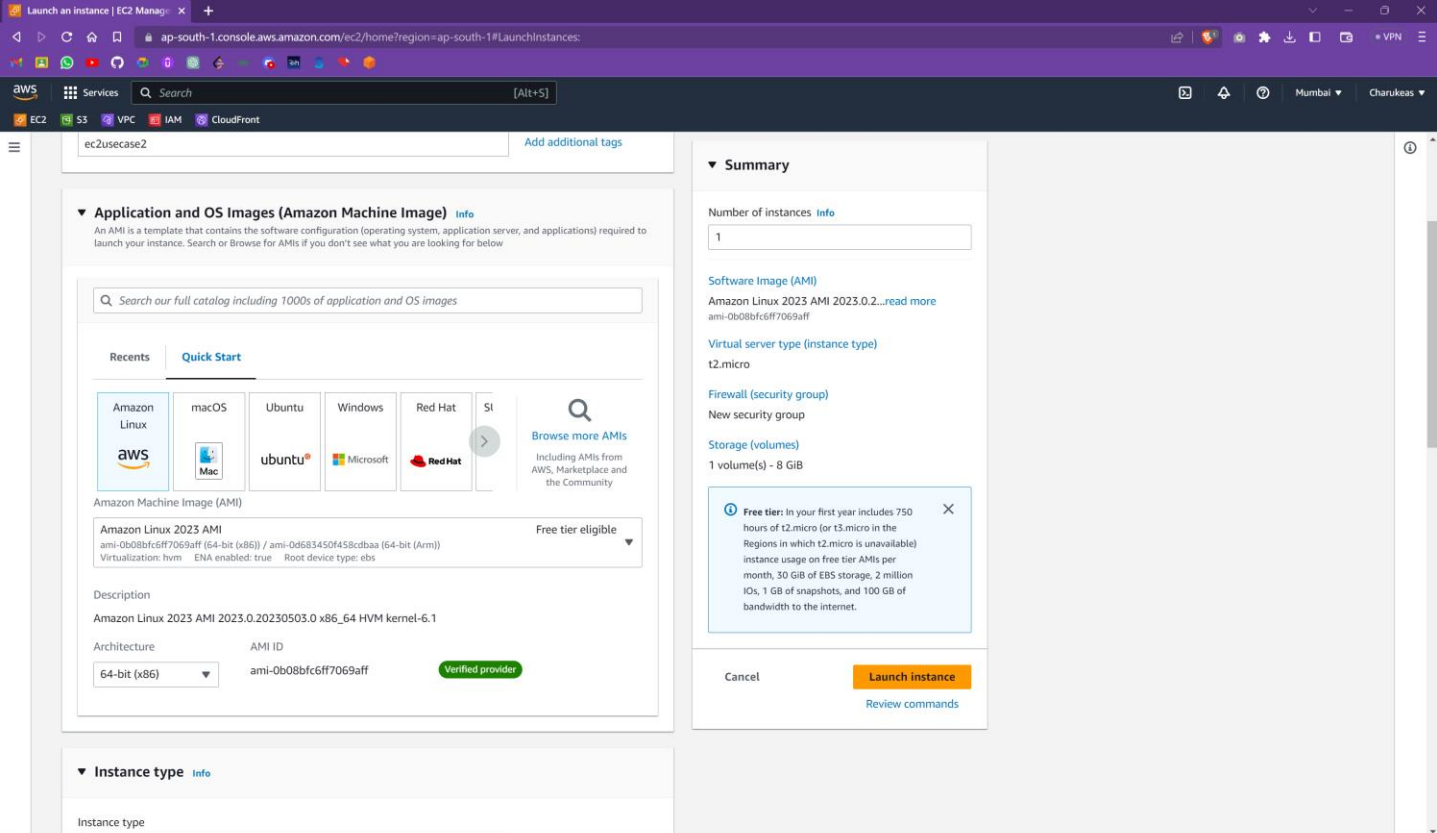 Launch an instance | EC2 Manage
ap-south-1.console.aws.amazon.com/ec2/home?region=ap-south-1#LaunchInstances:
VPN
aws
Services
Search
[Alt+S]
Mumbai ▼
Charukeas ▼
EC2
S3
VPC
IAM
CloudFront
ec2usecase2
Add additional tags
▼ Application and OS Images (Amazon Machine Image) Info
An AMI is a template that contains the software configuration (operating system, application server, and applications) required to
launch your instance. Search or Browse for AMIs if you don't see what you are looking for below
Search our full catalog including 1000s of application and OS images
Recents
Quick Start
Amazon
Linux
aws
macOS
Mac
Ubuntu
ubuntu®
Windows
Microsoft
Red Hat
Red Hat
Browse more AMIs
Including AMIs from
AWS, Marketplace and
the Community
Amazon Machine Image (AMI)
Amazon Linux 2023 AMI
Free tier eligible
ami-0b08bfc6ff7069aff (64-bit (x86)) / ami-0d683450f458cdbaa (64-bit (Arm))
Virtualization: hvm ENA enabled: true Root device type: ebs
Description
Amazon Linux 2023 AMI 2023.0.20230503.0 x86_64 HVM kernel-6.1
Architecture
AMI ID
64-bit (x86)
ami-0b08bfc6ff7069aff
Verified provider
▼ Instance type Info
Instance type
▼ Summary
Number of instances Info
1
Software Image (AMI)
Amazon Linux 2023 AMI 2023.0.2...read more
ami-0b08bfc6ff7069aff
Virtual server type (instance type)
t2.micro
Firewall (security group)
New security group
Storage (volumes)
1 volume(s) - 8 GiB
Free tier: In your first year includes 750
hours of t2.micro (or t3.micro in the
Regions in which t2.micro is unavailable)
instance usage on free tier AMIs per
month, 30 GiB of EBS storage, 2 million
IOs, 1 GB of snapshots, and 100 GB of
bandwidth to the internet.
Cancel
Launch instance
Review commands